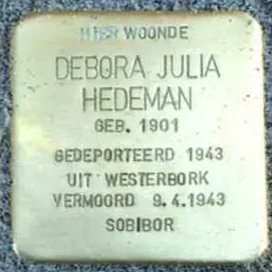 HIER WOONDE
DEBORA JULIA
HEDEMAN
GEB. 1901
GEDEPORTEERD 1943
UIT WESTERBORK
VERMOORD 9.4.1943
SOBIBOR